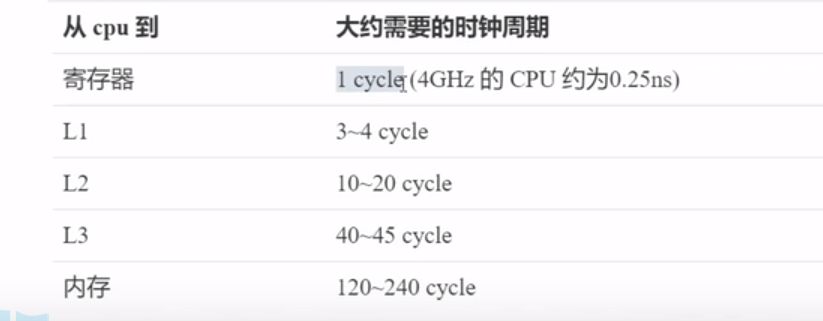 从 cpu 到 大约需要的时钟周期
寄存器 1 cycle (4GHz 的 CPU 约为0.25ns)
L1 3~4 cycle
L2 10~20 cycle
L3 40~45 cycle
内存 120~240 cycle